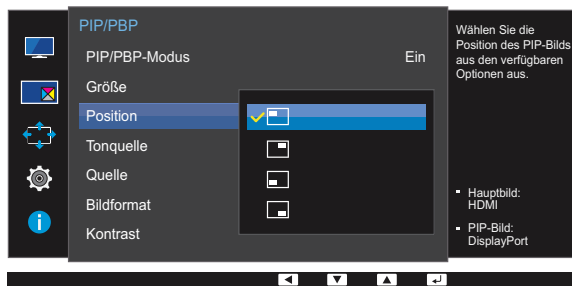 PIP/PBP
PIP/PBP-Modus Ein
Größe
Position
Tonquelle
Quelle
Bildformat
Kontrast
Wählen Sie die
Position des PIP-Bilds
aus den verfügbaren
Optionen aus.
Hauptbild:
HDMI
PIP-Bild:
DisplayPort